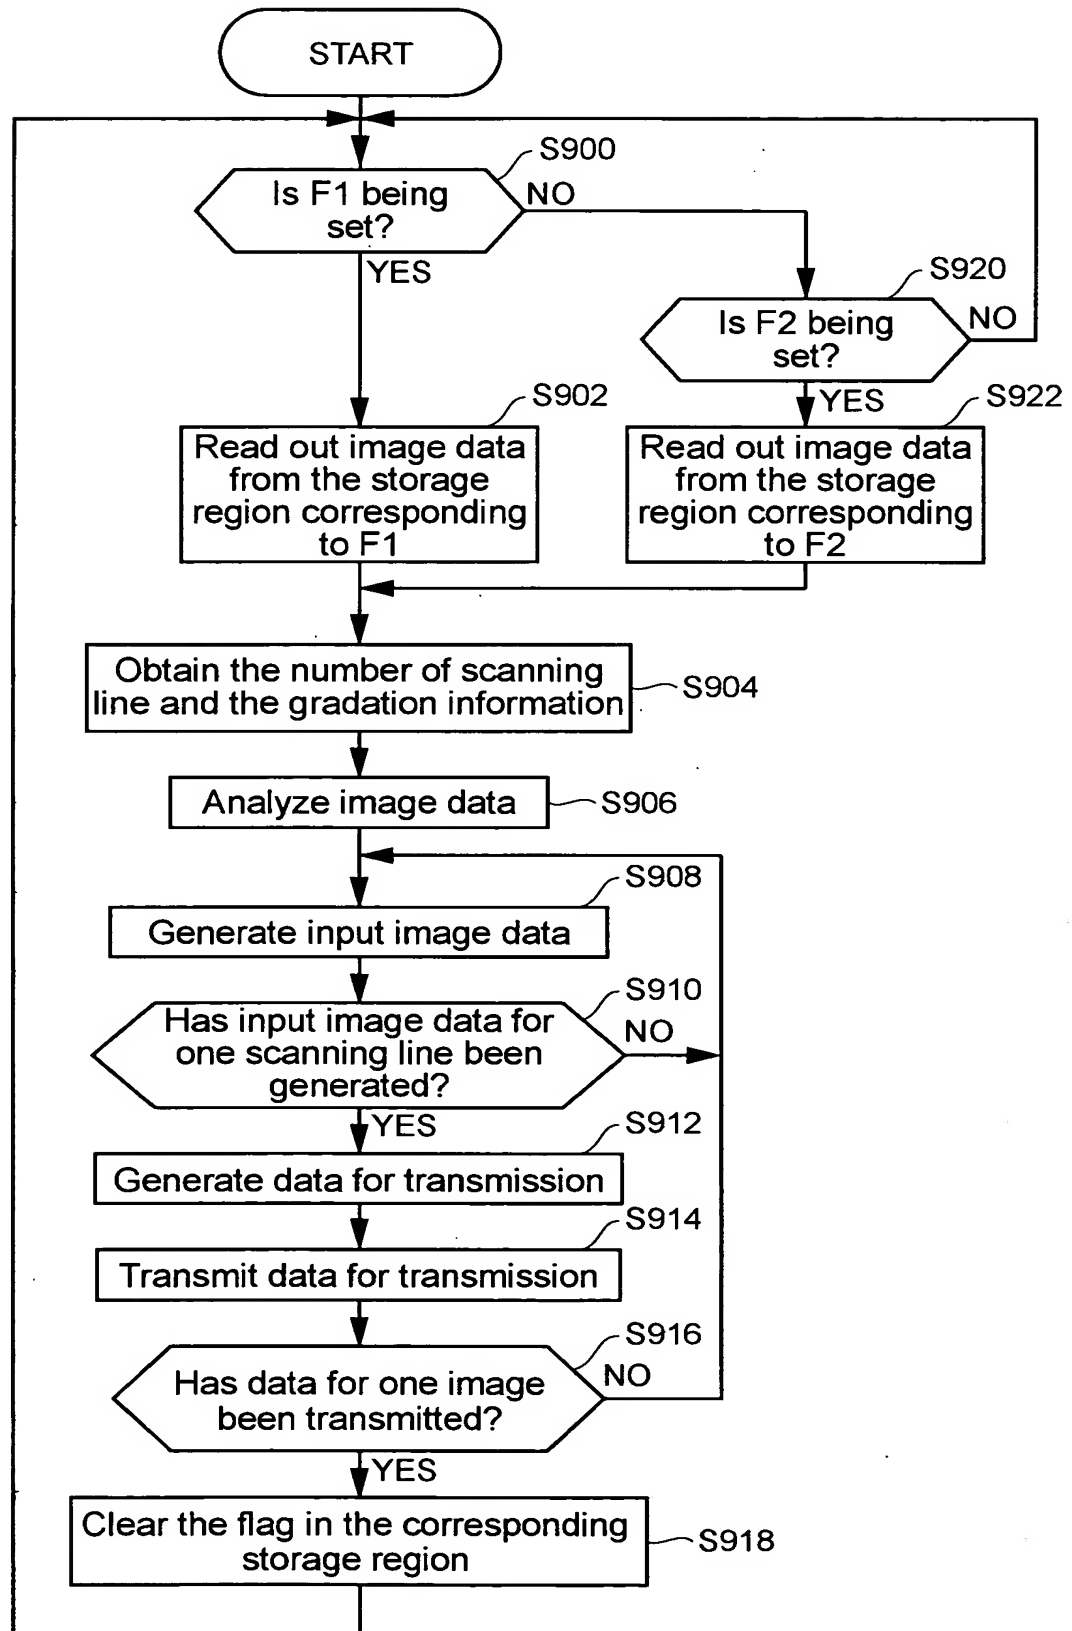 START
S900
Is F1 being
set?
NO
YES
S920
Is F2 being
set?
NO
YES
S902
Read out image data
from the storage
region corresponding
to F1
S922
Read out image data
from the storage
region corresponding
to F2
Obtain the number of scanning
line and the gradation information
S904
Analyze image data
S906
S908
Generate input image data
S910
Has input image data for
one scanning line been
generated?
NO
YES
S912
Generate data for transmission
S914
Transmit data for transmission
S916
Has data for one image
been transmitted?
NO
YES
Clear the flag in the corresponding
storage region
S918